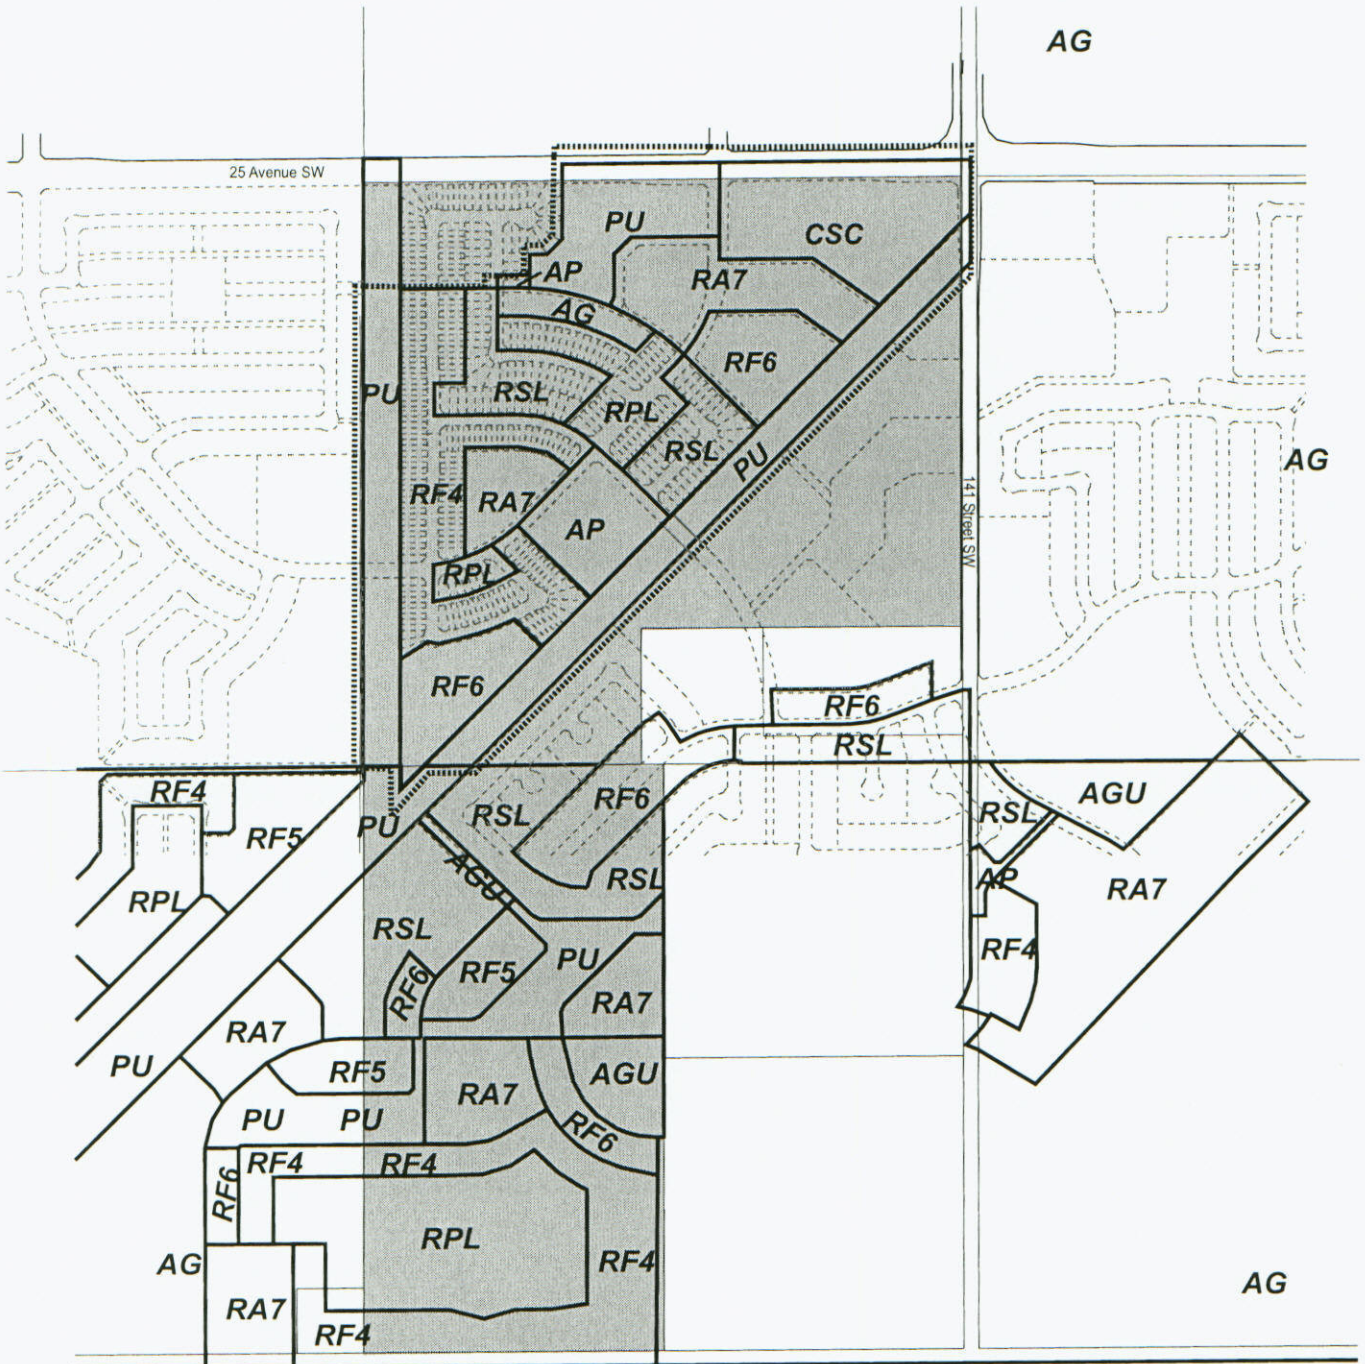 AG
25 Avenue SW
PU
CSC
AP
RA7
AG
RF6
PU
RSL
RPL
RSL
PU
AG
RF4
RA7
AP
141 Street SW
RPL
RF6
RF6
RSL
RF4
RF6
AGU
RSL
RSL
PU
RF5
AGU
RSL
AP
RA7
RPL
RSL
RF4
PU
RF5
RF6
RA7
RA7
PU
RF5
AGU
RA7
PU
PU
RF6
RF4
RF4
RF6
RPL
AG
RF4
AG
RA7
RF4